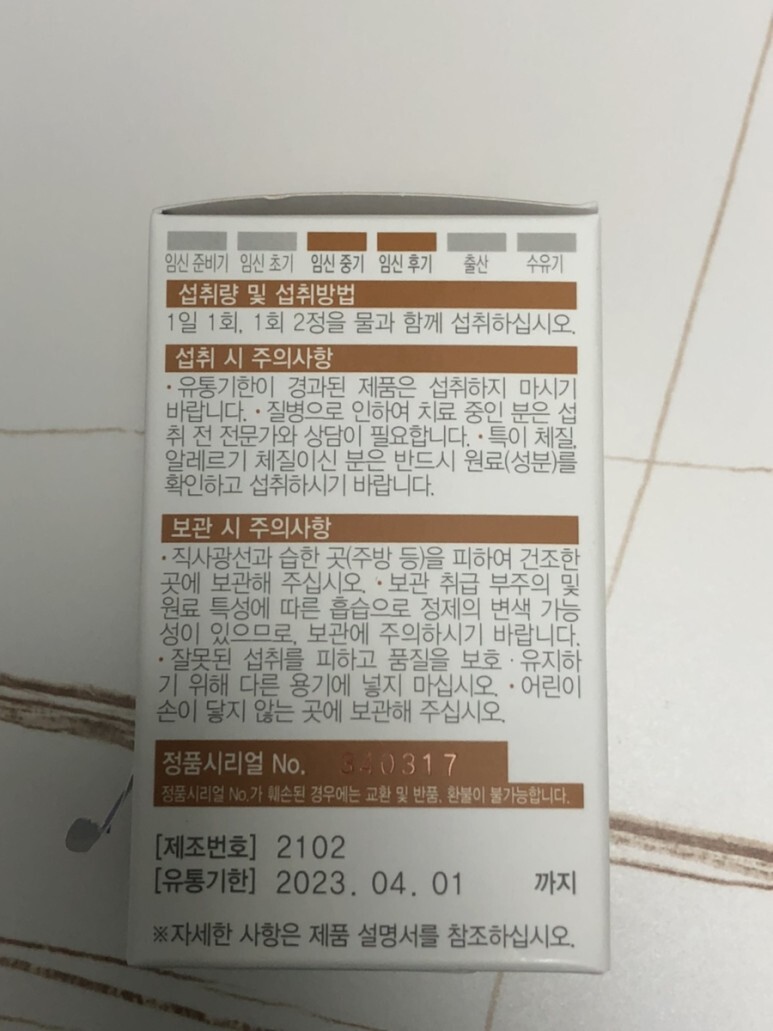 임신 준비기 임신 초기 임신 중기 임신 후기 출산 수유기
섭취량 및 섭취방법
1일 1회, 1회 2정을 물과 함께 섭취하십시오.
섭취 시 주의사항
• 유통기한이 경과된 제품은 섭취하지 마시기
바랍니다. • 질병으로 인하여 치료 중인 분은 섭
취 전 전문가와 상담이 필요합니다. • 특이 체질,
알레르기 체질이신 분은 반드시 원료(성분)를
확인하고 섭취하시기 바랍니다.
보관 시 주의사항
• 직사광선과 습한 곳(주방 등)을 피하여 건조한
곳에 보관해 주십시오. • 보관 취급 부주의 및
원료 특성에 따른 흡습으로 정제의 변색 가능
성이 있으므로, 보관에 주의하시기 바랍니다.
• 잘못된 섭취를 피하고 품질을 보호 · 유지하
기 위해 다른 용기에 넣지 마십시오. • 어린이
손이 닿지 않는 곳에 보관해 주십시오.
정품시리얼 No. 340317
정품시리얼 No.가 훼손된 경우에는 교환 및 반품, 환불이 불가능합니다.
[제조번호] 2102
[유통기한] 2023. 04. 01 까지
※자세한 사항은 제품 설명서를 참조하십시오.